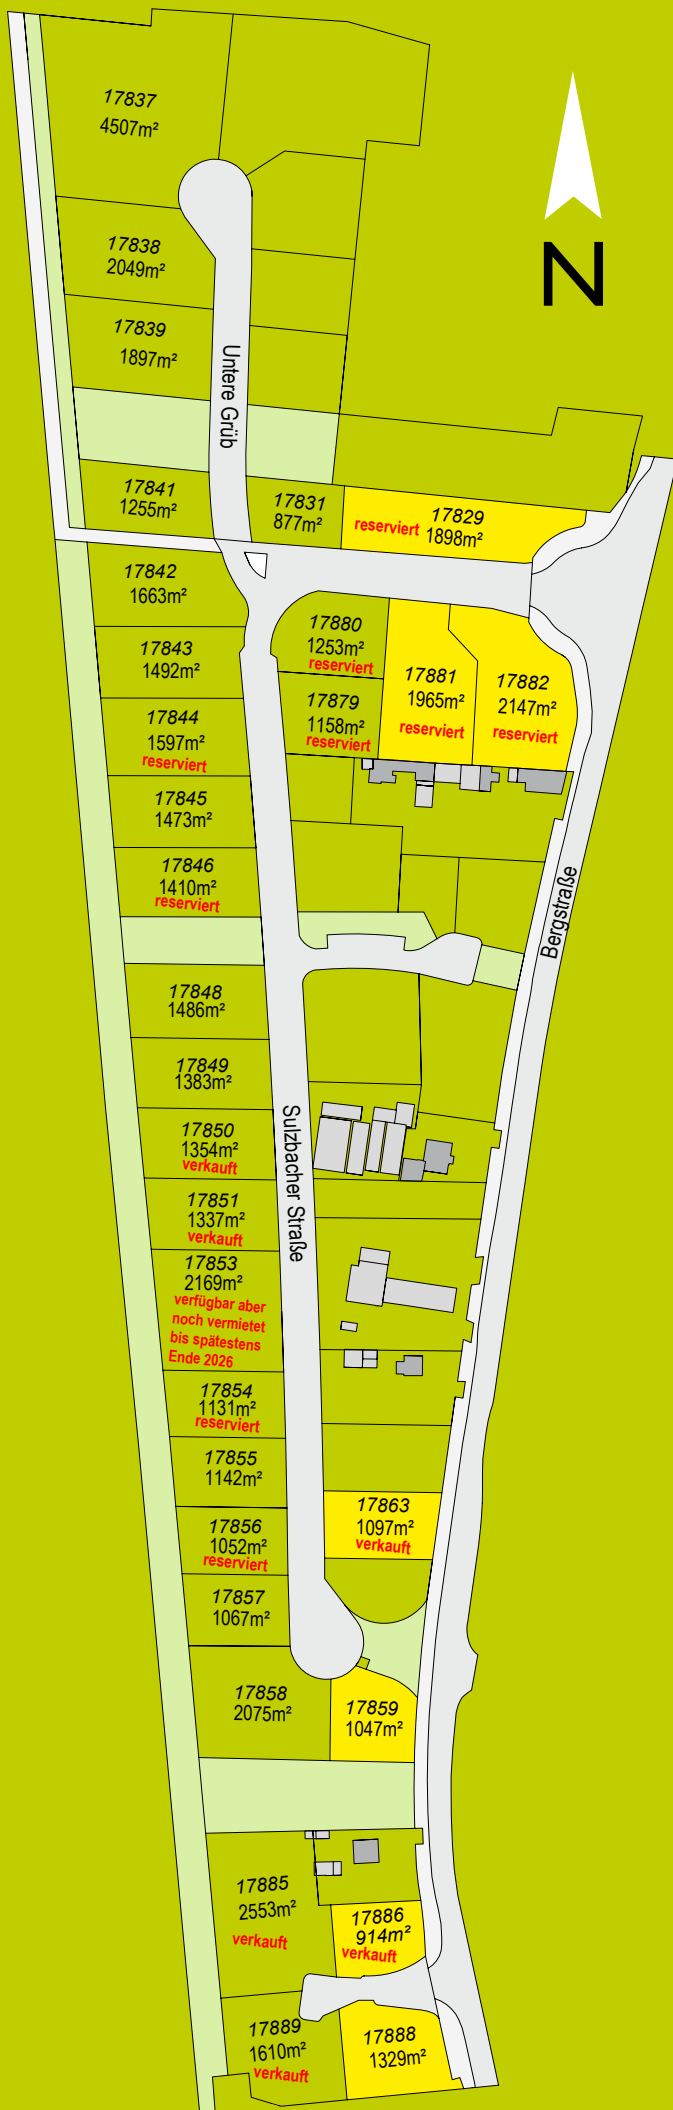 17837
4507m²
N
17838
2049m²
17839
1897m²
Untere Grüb
17841
1255m²
17831
877m²
17829
reserviert 1898m²
17842
1663m²
17880
1253m²
reserviert
17843
1492m²
17881
1965m²
reserviert
17882
2147m²
reserviert
17879
1158m²
reserviert
17844
1597m²
reserviert
17845
1473m²
17846
1410m²
reserviert
Bergstraße
17848
1486m²
17849
1383m²
17850
1354m²
verkauft
Sulzbacher Straße
17851
1337m²
verkauft
17853
2169m²
verfügbar aber
noch vermietet
bis spätestens
Ende 2026
17854
1131m²
reserviert
17855
1142m²
17863
1097m²
verkauft
17856
1052m²
reserviert
17857
1067m²
17858
2075m²
17859
1047m²
17885
2553m²
verkauft
17886
914m²
verkauft
17889
1610m²
verkauft
17888
1329m²